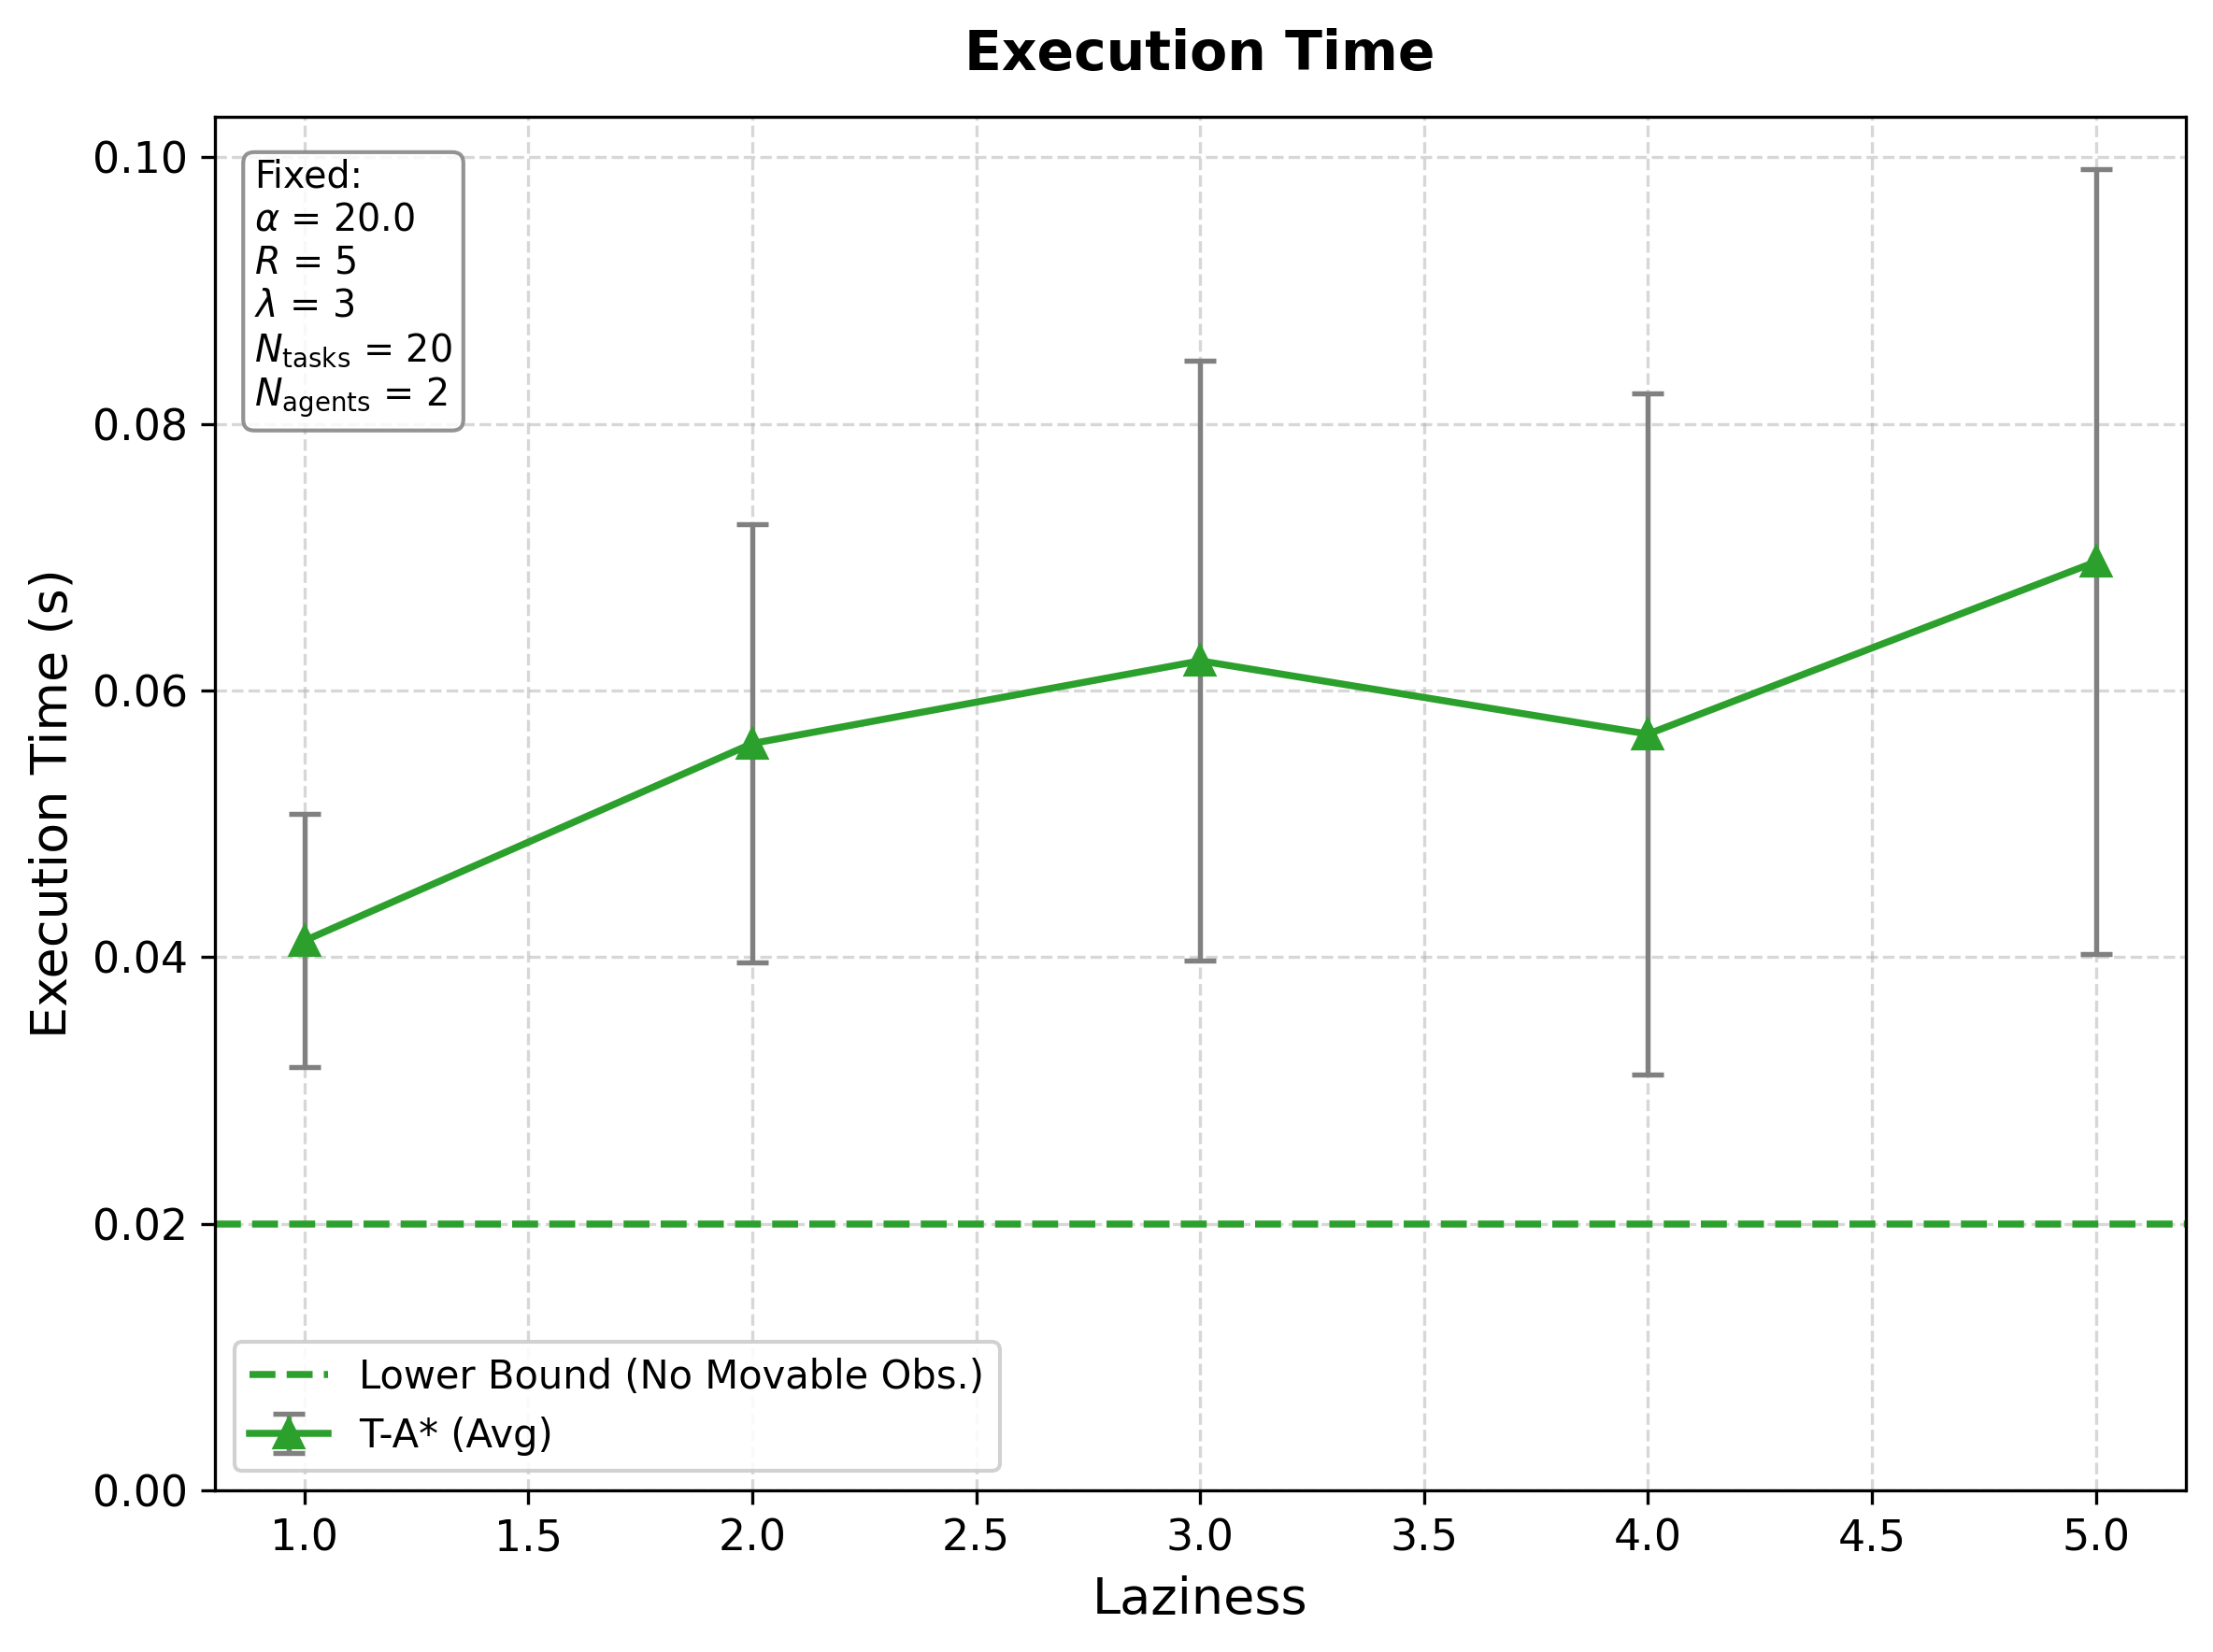 Execution Time
Execution Time (s)
0.10
0.08
0.06
0.04
0.02
0.00
Fixed:
α = 20.0
R = 5
λ = 3
N_tasks = 20
N_agents = 2
Lower Bound (No Movable Obs.)
T-A* (Avg)
1.0 1.5 2.0 2.5 3.0 3.5 4.0 4.5 5.0
Laziness